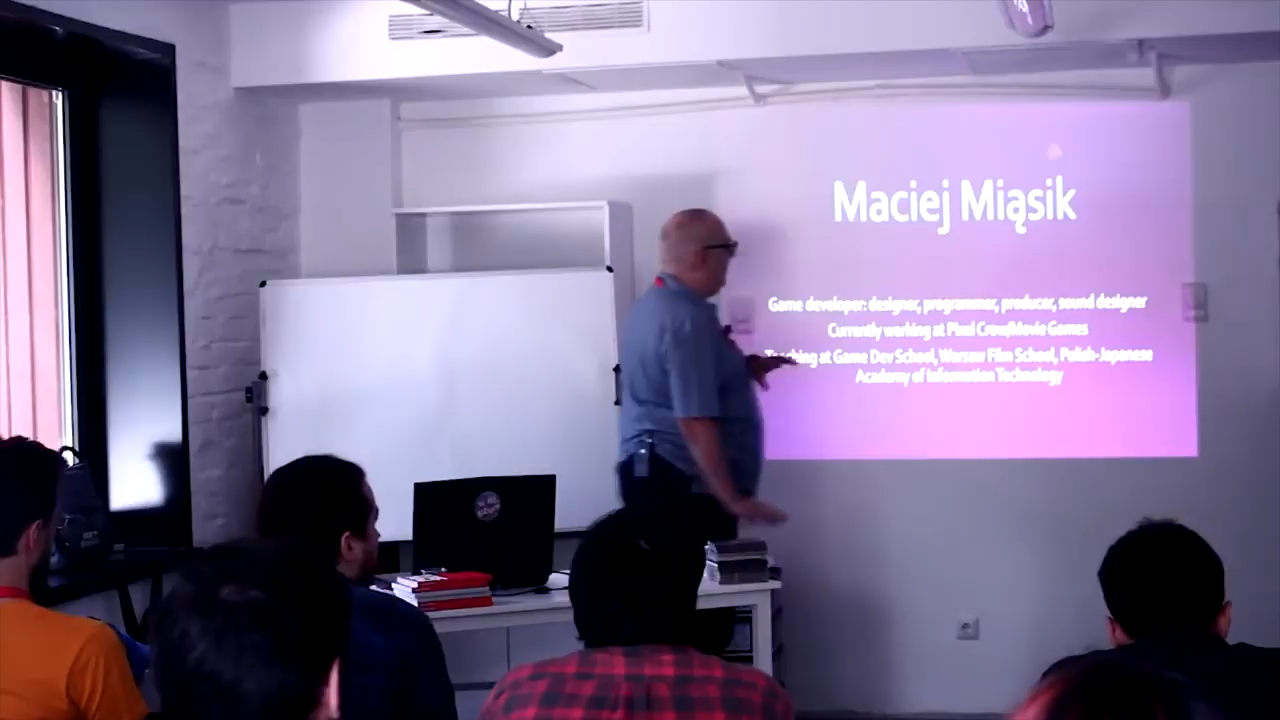 Maciej Miąsik
Game developer: designer, programmer, producer, sound designer
Currently working at Pixel Crow/Movie Games
Teaching at Game Dev School, Warsaw Film School, Polish-Japanese
Academy of Information Technology